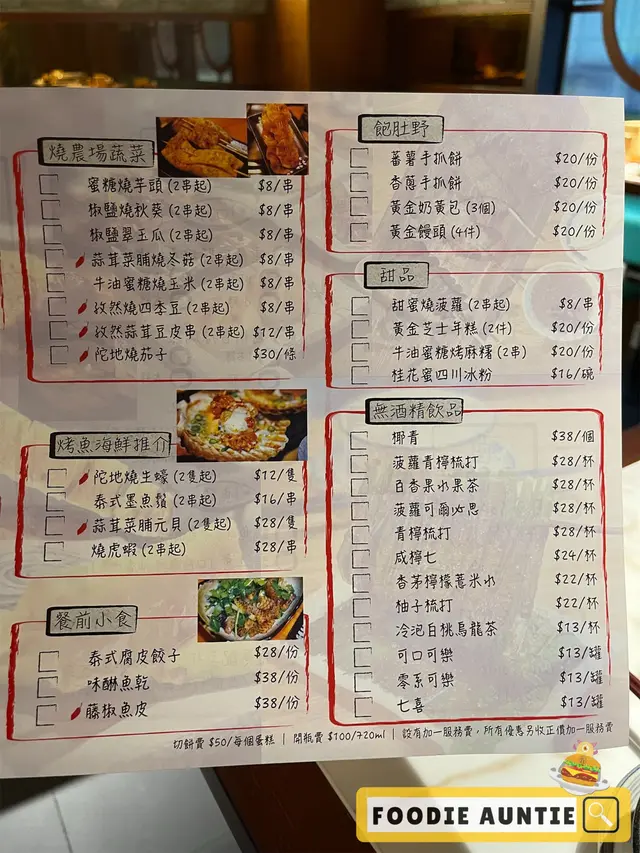 燒農場蔬菜
蜜糖燒芋頭 (2串起) $8/串
椒鹽燒秋葵 (2串起) $8/串
椒鹽翠玉瓜 (2串起) $8/串
蒜茸菜脯燒冬菇 (2串起) $8/串
牛油蜜糖燒玉米 (2串起) $8/串
孜然燒四季豆 (2串起) $8/串
孜然蒜茸豆皮串 (2串起) $12/串
陀地燒茄子 $30/條
烤魚海鮮推介
陀地燒生蠔 (2隻起) $12/隻
泰式墨魚鬚 (2串起) $16/串
蒜茸菜脯元貝 (2隻起) $28/隻
燒虎蝦 (2串起) $28/串
餐前小食
泰式腐皮餃子 $28/份
味醂魚乾 $38/份
藤椒魚皮 $38/份
飽肚野
蕃薯手抓餅 $20/份
香蔥手抓餅 $20/份
黃金奶黃包 (3個) $20/份
黃金饅頭 (4件) $20/份
甜品
甜蜜燒菠蘿 (2串起) $8/串
黃金芝士年糕 (2件) $20/份
牛油蜜糖烤麻糬 (2串) $20/份
桂花蜜四川冰粉 $16/碗
無酒精飲品
椰青 $38/個
菠蘿青檸梳打 $28/杯
百香果水果茶 $28/杯
菠蘿可爾必思 $28/杯
青檸梳打 $28/杯
咸檸七 $24/杯
香茅檸檬薏米水 $22/杯
柚子梳打 $22/杯
冷泡白桃烏龍茶 $13/杯
可口可樂 $13/罐
零系可樂 $13/罐
七喜 $13/罐
切餅費 $50/每個蛋糕 | 開瓶費 $100/720ml | 設有加一服務費，所有優惠另收正價加一服務費
FOODIE AUNTIE